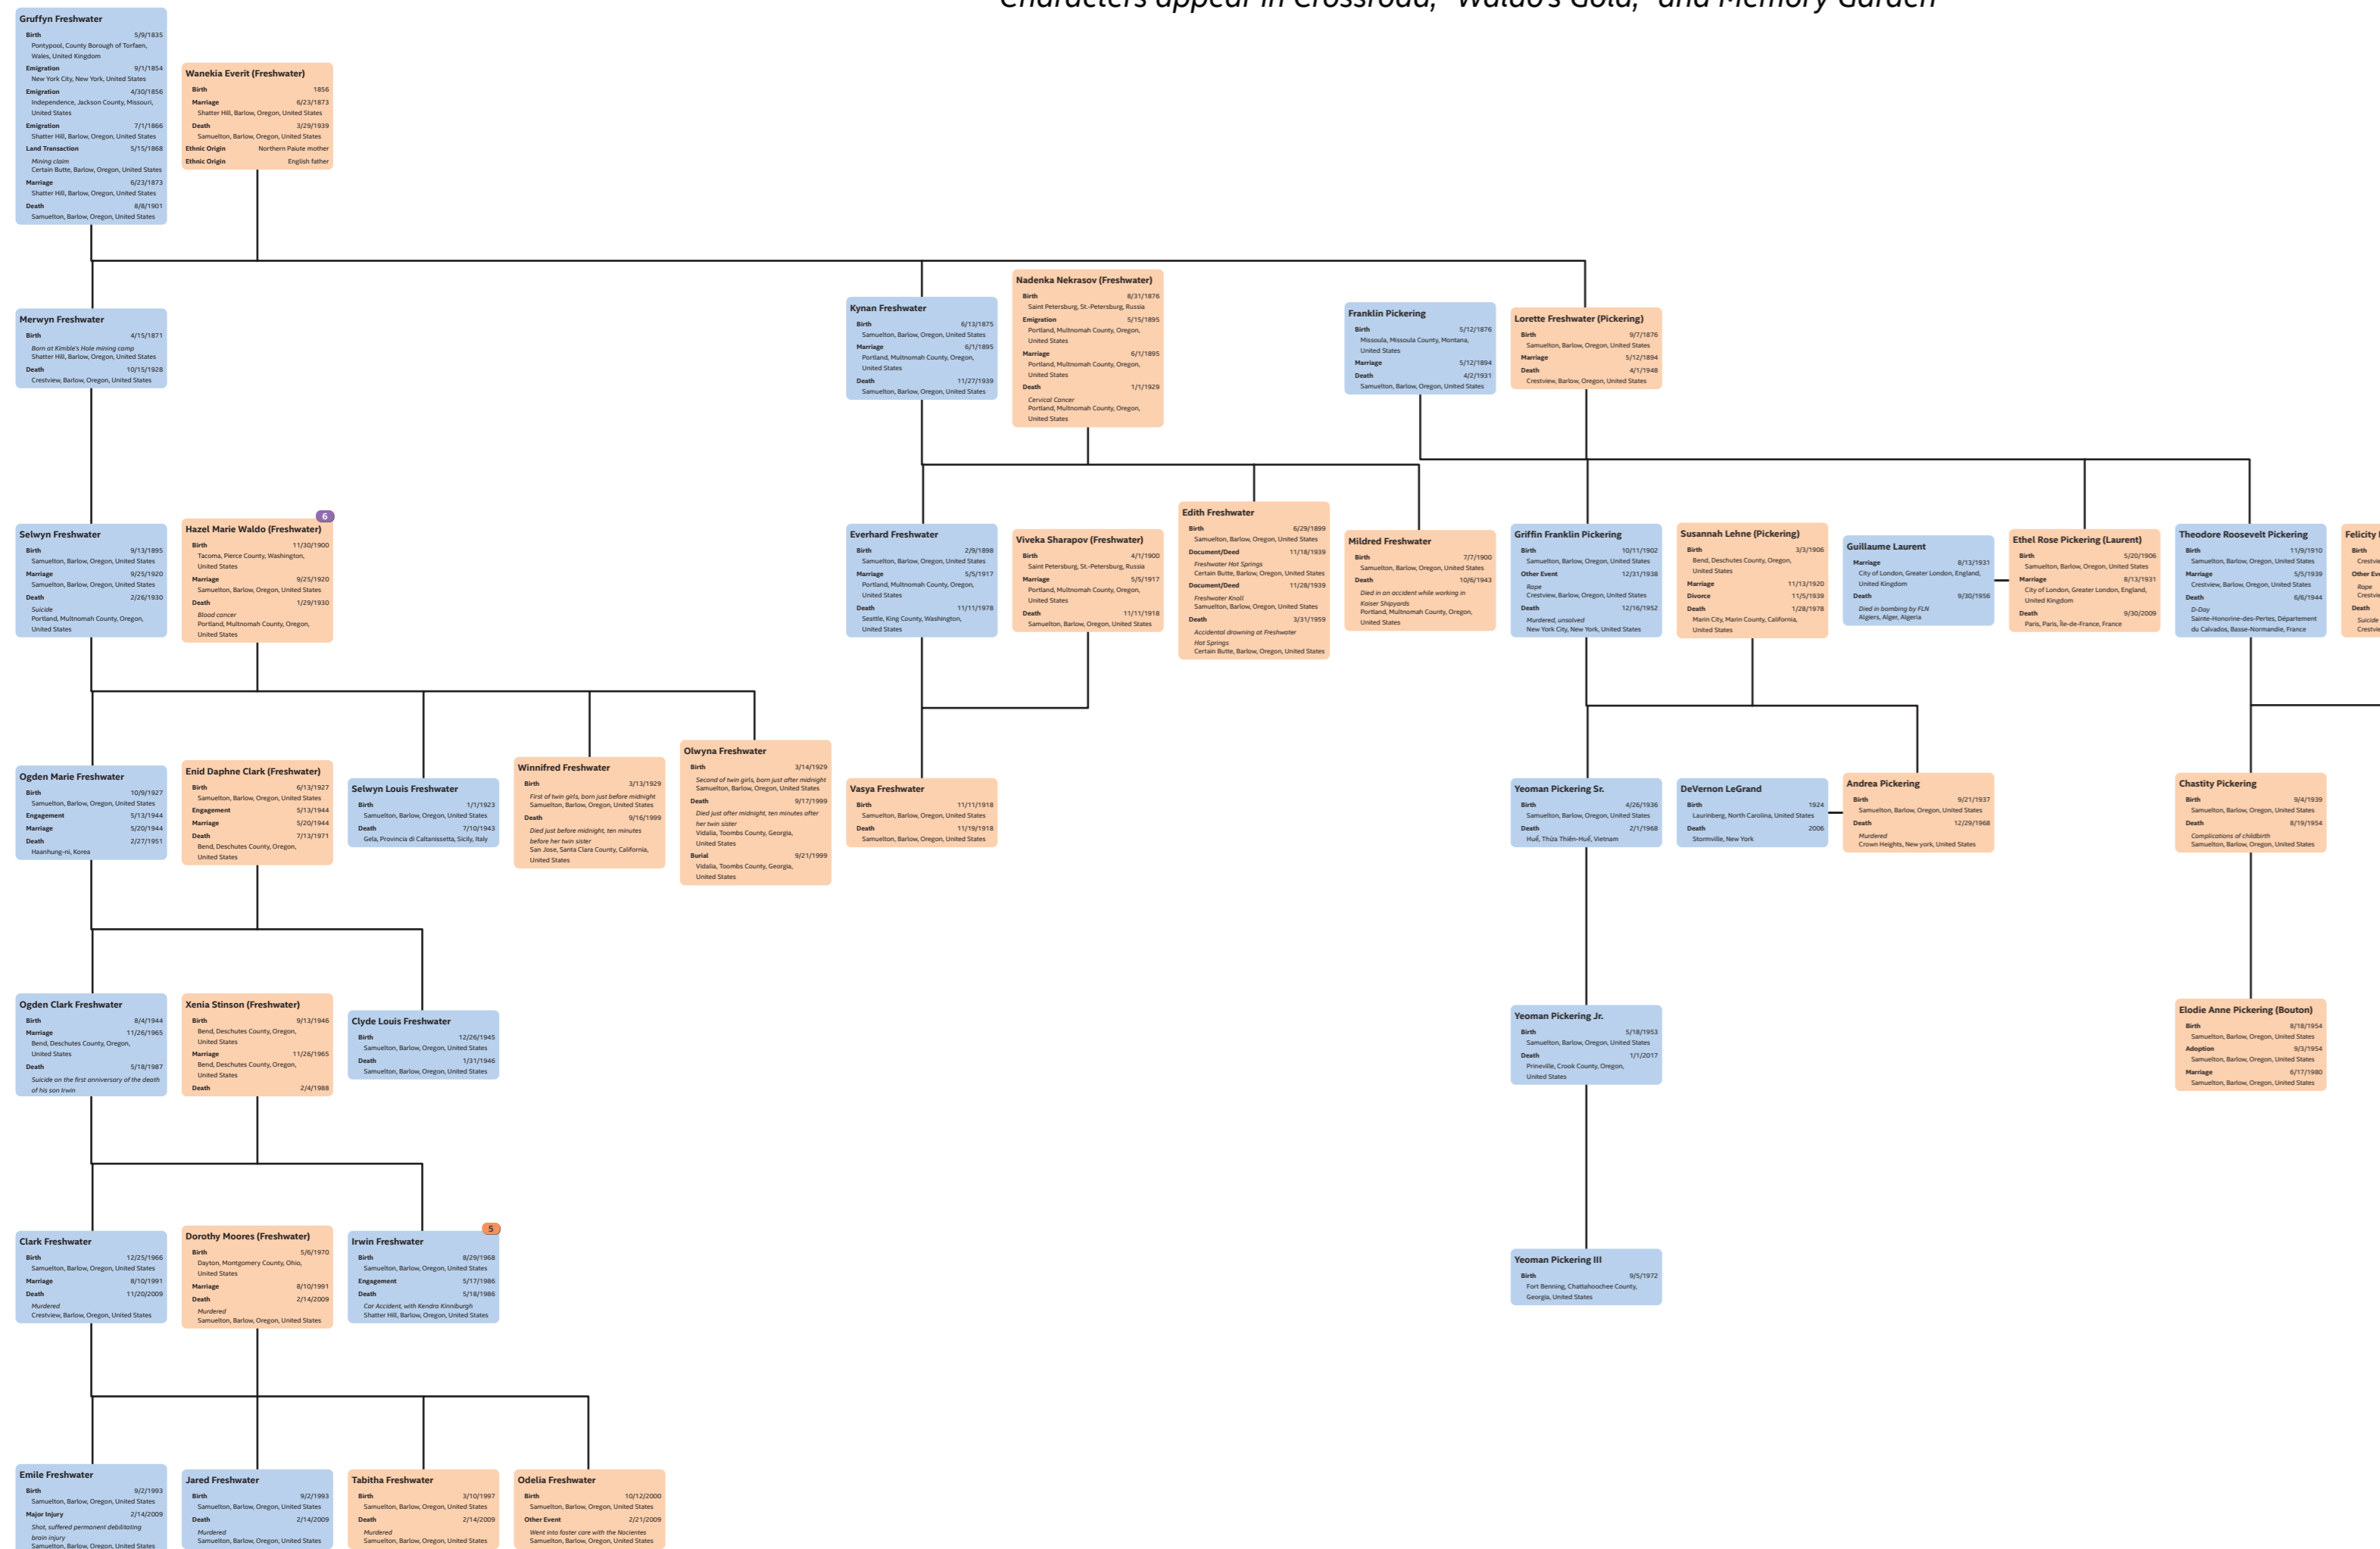 Characters appear in Crossroad, "Waldo's Gold," and Memory Garden
Gruffyn Freshwater
Birth 5/9/1835
Pontypool, County Borough of Torfaen,
Wales, United Kingdom
Emigration 9/1/1854
New York City, New York, United States
Emigration 4/30/1856
Independence, Jackson County, Missouri,
United States
Emigration 7/1/1866
Shatter Hill, Barlow, Oregon, United States
Land Transaction 5/15/1868
Mining claim
Certain Butte, Barlow, Oregon, United States
Marriage 6/23/1873
Shatter Hill, Barlow, Oregon, United States
Death 8/8/1901
Samuelton, Barlow, Oregon, United States
Wanekia Everit (Freshwater)
Birth 1856
Marriage 6/23/1873
Shatter Hill, Barlow, Oregon, United States
Death 3/29/1939
Samuelton, Barlow, Oregon, United States
Ethnic Origin Northern Paiute mother
Ethnic Origin English father
Merwyn Freshwater
Birth 4/15/1871
Born at Kimble's Hole mining camp
Shatter Hill, Barlow, Oregon, United States
Death 10/15/1928
Crestview, Barlow, Oregon, United States
Kynan Freshwater
Birth 6/13/1875
Samuelton, Barlow, Oregon, United States
Marriage 6/1/1895
Portland, Multnomah County, Oregon,
United States
Death 11/27/1939
Samuelton, Barlow, Oregon, United States
Nadenka Nekrasov (Freshwater)
Birth 8/31/1876
Saint Petersburg, St.-Petersburg, Russia
Emigration 5/15/1895
Portland, Multnomah County, Oregon,
United States
Marriage 6/1/1895
Portland, Multnomah County, Oregon,
United States
Death 1/1/1929
Cervical Cancer
Portland, Multnomah County, Oregon,
United States
Franklin Pickering
Birth 5/12/1876
Missoula, Missoula County, Montana,
United States
Marriage 5/12/1894
Death 4/2/1931
Samuelton, Barlow, Oregon, United States
Lorette Freshwater (Pickering)
Birth 9/7/1876
Samuelton, Barlow, Oregon, United States
Marriage 5/12/1894
Death 4/1/1948
Crestview, Barlow, Oregon, United States
Selwyn Freshwater
Birth 9/13/1895
Samuelton, Barlow, Oregon, United States
Marriage 9/25/1920
Samuelton, Barlow, Oregon, United States
Death 2/26/1930
Suicide
Portland, Multnomah County, Oregon,
United States
6
Hazel Marie Waldo (Freshwater)
Birth 11/30/1900
Tacoma, Pierce County, Washington,
United States
Marriage 9/25/1920
Samuelton, Barlow, Oregon, United States
Death 1/29/1930
Blood cancer
Portland, Multnomah County, Oregon,
United States
Everhard Freshwater
Birth 2/9/1898
Samuelton, Barlow, Oregon, United States
Marriage 5/5/1917
Portland, Multnomah County, Oregon,
United States
Death 11/11/1978
Seattle, King County, Washington,
United States
Viveka Sharapov (Freshwater)
Birth 4/1/1900
Saint Petersburg, St.-Petersburg, Russia
Marriage 5/5/1917
Portland, Multnomah County, Oregon,
United States
Death 11/11/1918
Samuelton, Barlow, Oregon, United States
Edith Freshwater
Birth 6/29/1899
Samuelton, Barlow, Oregon, United States
Document/Deed 11/18/1939
Freshwater Hot Springs
Certain Butte, Barlow, Oregon, United States
Document/Deed 11/28/1939
Freshwater Knoll
Samuelton, Barlow, Oregon, United States
Death 3/31/1959
Accidental drowning at Freshwater
Hot Springs
Certain Butte, Barlow, Oregon, United States
Mildred Freshwater
Birth 7/7/1900
Samuelton, Barlow, Oregon, United States
Death 10/6/1943
Died in an accident while working in
Kaiser Shipyards
Portland, Multnomah County, Oregon,
United States
Griffin Franklin Pickering
Birth 10/11/1902
Samuelton, Barlow, Oregon, United States
Other Event 12/31/1938
Rape
Crestview, Barlow, Oregon, United States
Death 12/16/1952
Murdered, unsolved
New York City, New York, United States
Susannah Lehne (Pickering)
Birth 3/3/1906
Bend, Deschutes County, Oregon,
United States
Marriage 11/13/1920
Divorce 11/5/1939
Death 1/28/1978
Marin City, Marin County, California,
United States
Guillaume Laurent
Marriage 8/13/1931
City of London, Greater London, England,
United Kingdom
Death 9/30/1956
Died in bombing by FLN
Algiers, Alger, Algeria
Ethel Rose Pickering (Laurent)
Birth 5/20/1906
Samuelton, Barlow, Oregon, United States
Marriage 8/13/1931
City of London, Greater London, England,
United Kingdom
Death 9/30/2009
Paris, Paris, Île-de-France, France
Theodore Roosevelt Pickering
Birth 11/9/1910
Samuelton, Barlow, Oregon, United States
Marriage 5/5/1939
Crestview, Barlow, Oregon, United States
Death 6/6/1944
D-Day
Sainte-Honorine-des-Pertes, Département
du Calvados, Basse-Normandie, France
Felicity
Birth
Other Eve
Rape
Death
Suicide
Ogden Marie Freshwater
Birth 10/9/1927
Samuelton, Barlow, Oregon, United States
Engagement 5/13/1944
Marriage 5/20/1944
Death 2/27/1951
Haanhung-ni, Korea
Enid Daphne Clark (Freshwater)
Birth 6/13/1927
Samuelton, Barlow, Oregon, United States
Engagement 5/13/1944
Marriage 5/20/1944
Death 7/13/1971
Bend, Deschutes County, Oregon,
United States
Selwyn Louis Freshwater
Birth 1/1/1923
Samuelton, Barlow, Oregon, United States
Death 7/10/1943
Gela, Provincia di Caltanissetta, Sicily, Italy
Winnifred Freshwater
Birth 3/13/1929
First of twin girls, born just before midnight
Samuelton, Barlow, Oregon, United States
Death 9/16/1999
Died just before midnight, ten minutes
before her twin sister
San Jose, Santa Clara County, California,
United States
Olwyna Freshwater
Birth 3/14/1929
Second of twin girls, born just after midnight
Samuelton, Barlow, Oregon, United States
Death 9/17/1999
Died just after midnight, ten minutes after
her twin sister
Vidalia, Toombs County, Georgia,
United States
Burial 9/21/1999
Vidalia, Toombs County, Georgia,
United States
Vasya Freshwater
Birth 11/11/1918
Samuelton, Barlow, Oregon, United States
Death 11/19/1918
Samuelton, Barlow, Oregon, United States
Yeoman Pickering Sr.
Birth 4/26/1936
Samuelton, Barlow, Oregon, United States
Death 2/1/1968
Huế, Thừa Thiên-Huế, Vietnam
DeVernon LeGrand
Birth 1924
Laurinberg, North Carolina, United States
Death 2006
Stormville, New York
Andrea Pickering
Birth 9/21/1937
Samuelton, Barlow, Oregon, United States
Death 12/29/1968
Murdered
Crown Heights, New york, United States
Chastity Pickering
Birth 9/4/1939
Samuelton, Barlow, Oregon, United States
Death 8/19/1954
Complications of childbirth
Samuelton, Barlow, Oregon, United States
Ogden Clark Freshwater
Birth 8/4/1944
Marriage 11/26/1965
Bend, Deschutes County, Oregon,
United States
Death 5/18/1987
Suicide on the first anniversary of the death
of his son Irwin
Xenia Stinson (Freshwater)
Birth 9/13/1946
Bend, Deschutes County, Oregon,
United States
Marriage 11/26/1965
Bend, Deschutes County, Oregon,
United States
Death 2/4/1988
Clyde Louis Freshwater
Birth 12/26/1945
Samuelton, Barlow, Oregon, United States
Death 1/31/1946
Samuelton, Barlow, Oregon, United States
Yeoman Pickering Jr.
Birth 5/18/1953
Samuelton, Barlow, Oregon, United States
Death 1/1/2017
Prineville, Crook County, Oregon,
United States
Elodie Anne Pickering (Bouton)
Birth 8/18/1954
Samuelton, Barlow, Oregon, United States
Adoption 9/3/1954
Samuelton, Barlow, Oregon, United States
Marriage 6/17/1980
Samuelton, Barlow, Oregon, United States
Clark Freshwater
Birth 12/25/1966
Samuelton, Barlow, Oregon, United States
Marriage 8/10/1991
Death 11/20/2009
Murdered
Crestview, Barlow, Oregon, United States
Dorothy Moores (Freshwater)
Birth 5/6/1970
Dayton, Montgomery County, Ohio,
United States
Marriage 8/10/1991
Death 2/14/2009
Murdered
Samuelton, Barlow, Oregon, United States
5
Irwin Freshwater
Birth 8/29/1968
Samuelton, Barlow, Oregon, United States
Engagement 5/17/1986
Death 5/18/1986
Car Accident, with Kendra Kinniburgh
Shatter Hill, Barlow, Oregon, United States
Yeoman Pickering III
Birth 9/5/1972
Fort Benning, Chattahoochee County,
Georgia, United States
Emile Freshwater
Birth 9/2/1993
Samuelton, Barlow, Oregon, United States
Major Injury 2/14/2009
Shot, suffered permanent debilitating
brain injury
Samuelton, Barlow, Oregon, United States
Jared Freshwater
Birth 9/2/1993
Samuelton, Barlow, Oregon, United States
Death 2/14/2009
Murdered
Samuelton, Barlow, Oregon, United States
Tabitha Freshwater
Birth 3/10/1997
Samuelton, Barlow, Oregon, United States
Death 2/14/2009
Murdered
Samuelton, Barlow, Oregon, United States
Odelia Freshwater
Birth 10/12/2000
Samuelton, Barlow, Oregon, United States
Other Event 2/21/2009
Went into foster care with the Nacientes
Samuelton, Barlow, Oregon, United States